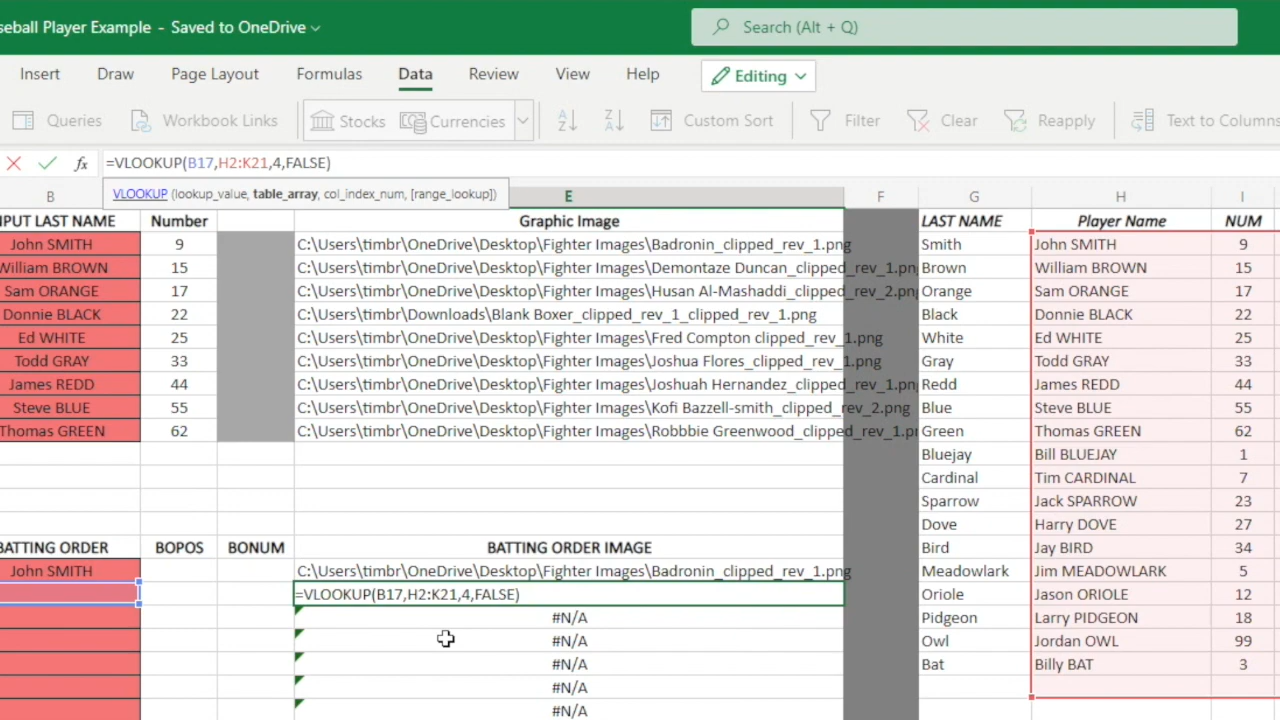 seball Player Example - Saved to OneDrive
Search (Alt + Q)
Insert Draw Page Layout Formulas Data Review View Help Editing
Queries Workbook Links Stocks Currencies Custom Sort Filter Clear Reapply Text to Columns
fx =VLOOKUP(B17,H2:K21,4,FALSE)
VLOOKUP (lookup_value, table_array, col_index_num, [range_lookup])
B E F G H I
NPUT LAST NAME Number Graphic Image LAST NAME Player Name NUM
John SMITH 9 C:\Users\timbr\OneDrive\Desktop\Fighter Images\Badronin_clipped_rev_1.png Smith John SMITH 9
William BROWN 15 C:\Users\timbr\OneDrive\Desktop\Fighter Images\Demontaze Duncan_clipped_rev_1.png Brown William BROWN 15
Sam ORANGE 17 C:\Users\timbr\OneDrive\Desktop\Fighter Images\Husan Al-Mashaddi_clipped_rev_2.png Orange Sam ORANGE 17
Donnie BLACK 22 C:\Users\timbr\Downloads\Blank Boxer_clipped_rev_1_clipped_rev_1.png Black Donnie BLACK 22
Ed WHITE 25 C:\Users\timbr\OneDrive\Desktop\Fighter Images\Fred Compton clipped_rev_1.png White Ed WHITE 25
Todd GRAY 33 C:\Users\timbr\OneDrive\Desktop\Fighter Images\Joshua Flores_clipped_rev_1.png Gray Todd GRAY 33
James REDD 44 C:\Users\timbr\OneDrive\Desktop\Fighter Images\Joshuah Hernandez_clipped_rev_1.png Redd James REDD 44
Steve BLUE 55 C:\Users\timbr\OneDrive\Desktop\Fighter Images\Kofi Bazzell-smith_clipped_rev_2.png Blue Steve BLUE 55
Thomas GREEN 62 C:\Users\timbr\OneDrive\Desktop\Fighter Images\Robbbie Greenwood_clipped_rev_1.pn Green Thomas GREEN 62
Bluejay Bill BLUEJAY 1
Cardinal Tim CARDINAL 7
Sparrow Jack SPARROW 23
Dove Harry DOVE 27
BATTING ORDER BOPOS BONUM BATTING ORDER IMAGE Bird Jay BIRD 34
John SMITH C:\Users\timbr\OneDrive\Desktop\Fighter Images\Badronin_clipped_rev_1.png Meadowlark Jim MEADOWLARK 5
=VLOOKUP(B17,H2:K21,4,FALSE) Oriole Jason ORIOLE 12
#N/A Pidgeon Larry PIDGEON 18
#N/A Owl Jordan OWL 99
#N/A Bat Billy BAT 3
#N/A
#N/A